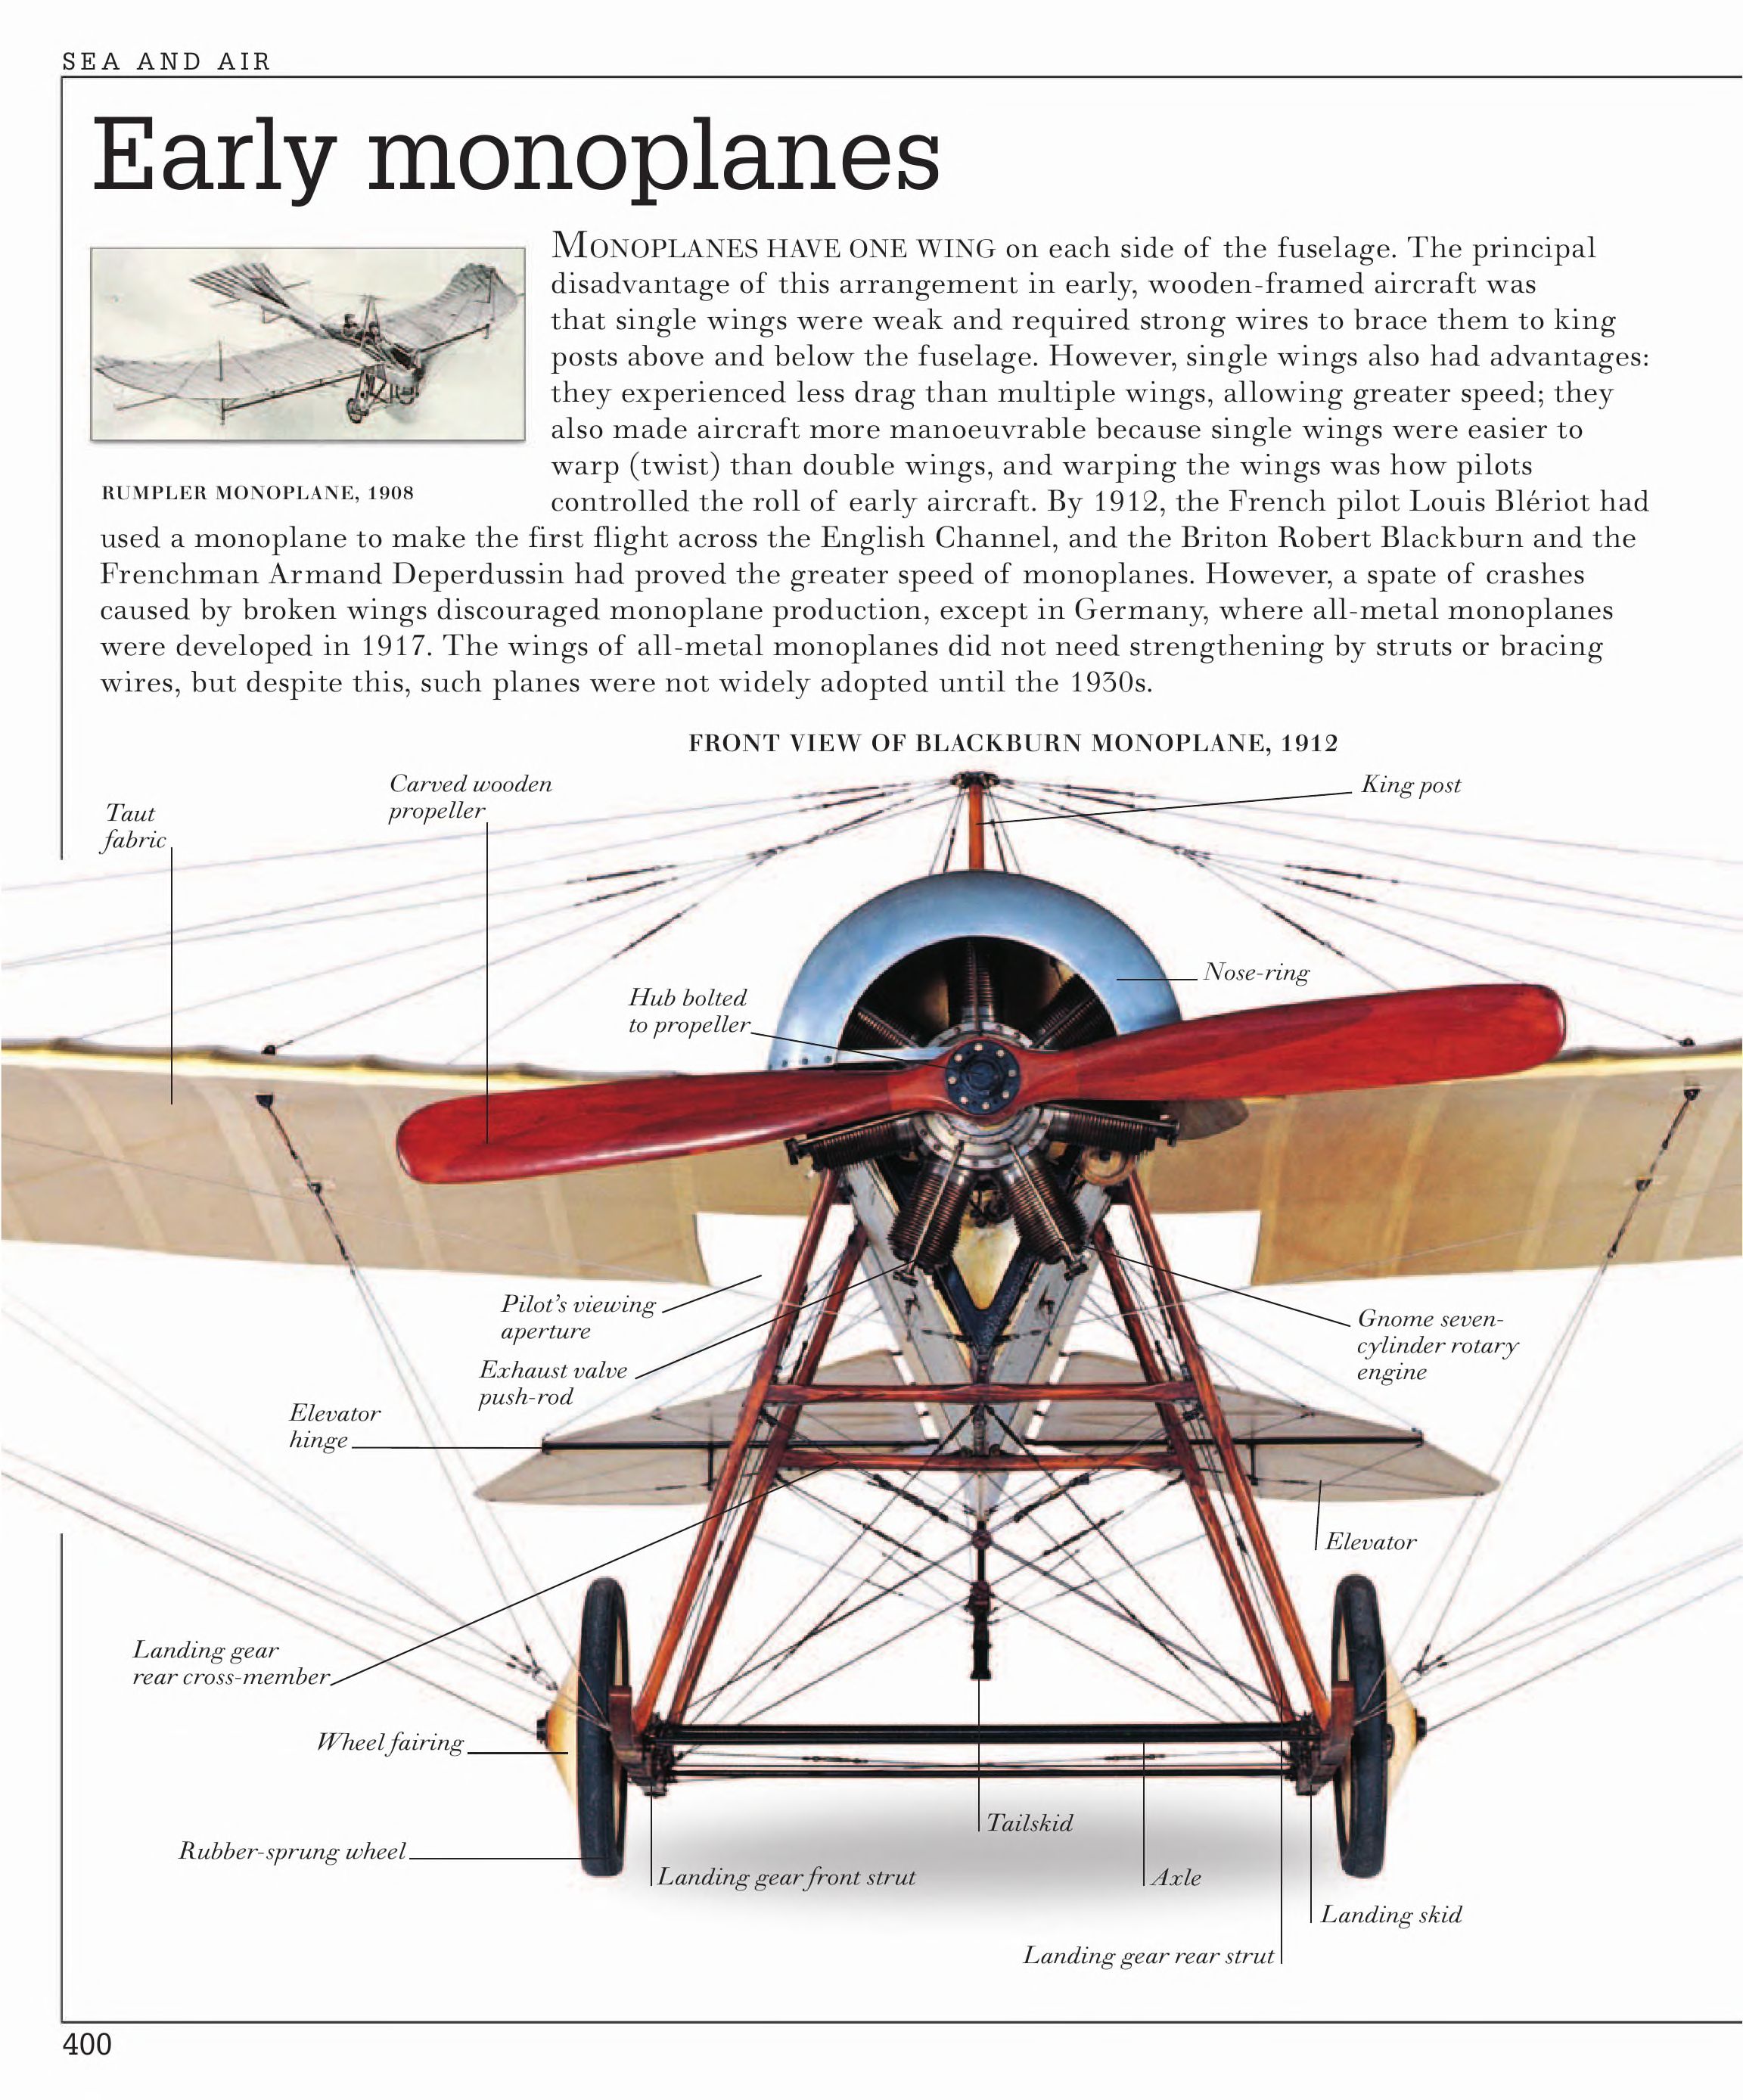 SEA AND AIR
Early monoplanes
MONOPLANES HAVE ONE WING on each side of the fuselage. The principal
disadvantage of this arrangement in early, wooden-framed aircraft was
that single wings were weak and required strong wires to brace them to king
posts above and below the fuselage. However, single wings also had advantages:
they experienced less drag than multiple wings, allowing greater speed; they
also made aircraft more manoeuvrable because single wings were easier to
warp (twist) than double wings, and warping the wings was how pilots
controlled the roll of early aircraft. By 1912, the French pilot Louis Blériot had
used a monoplane to make the first flight across the English Channel, and the Briton Robert Blackburn and the
Frenchman Armand Deperdussin had proved the greater speed of monoplanes. However, a spate of crashes
caused by broken wings discouraged monoplane production, except in Germany, where all-metal monoplanes
were developed in 1917. The wings of all-metal monoplanes did not need strengthening by struts or bracing
wires, but despite this, such planes were not widely adopted until the 1930s.
RUMPLER MONOPLANE, 1908
FRONT VIEW OF BLACKBURN MONOPLANE, 1912
Taut
fabric
Carved wooden
propeller
King post
Hub bolted
to propeller
Nose-ring
Pilot's viewing
aperture
Exhaust valve
push-rod
Gnome seven-
cylinder rotary
engine
Elevator
hinge
Elevator
Landing gear
rear cross-member
Wheel fairing
Rubber-sprung wheel
Landing gear front strut
Tailskid
Axle
Landing skid
Landing gear rear strut
400